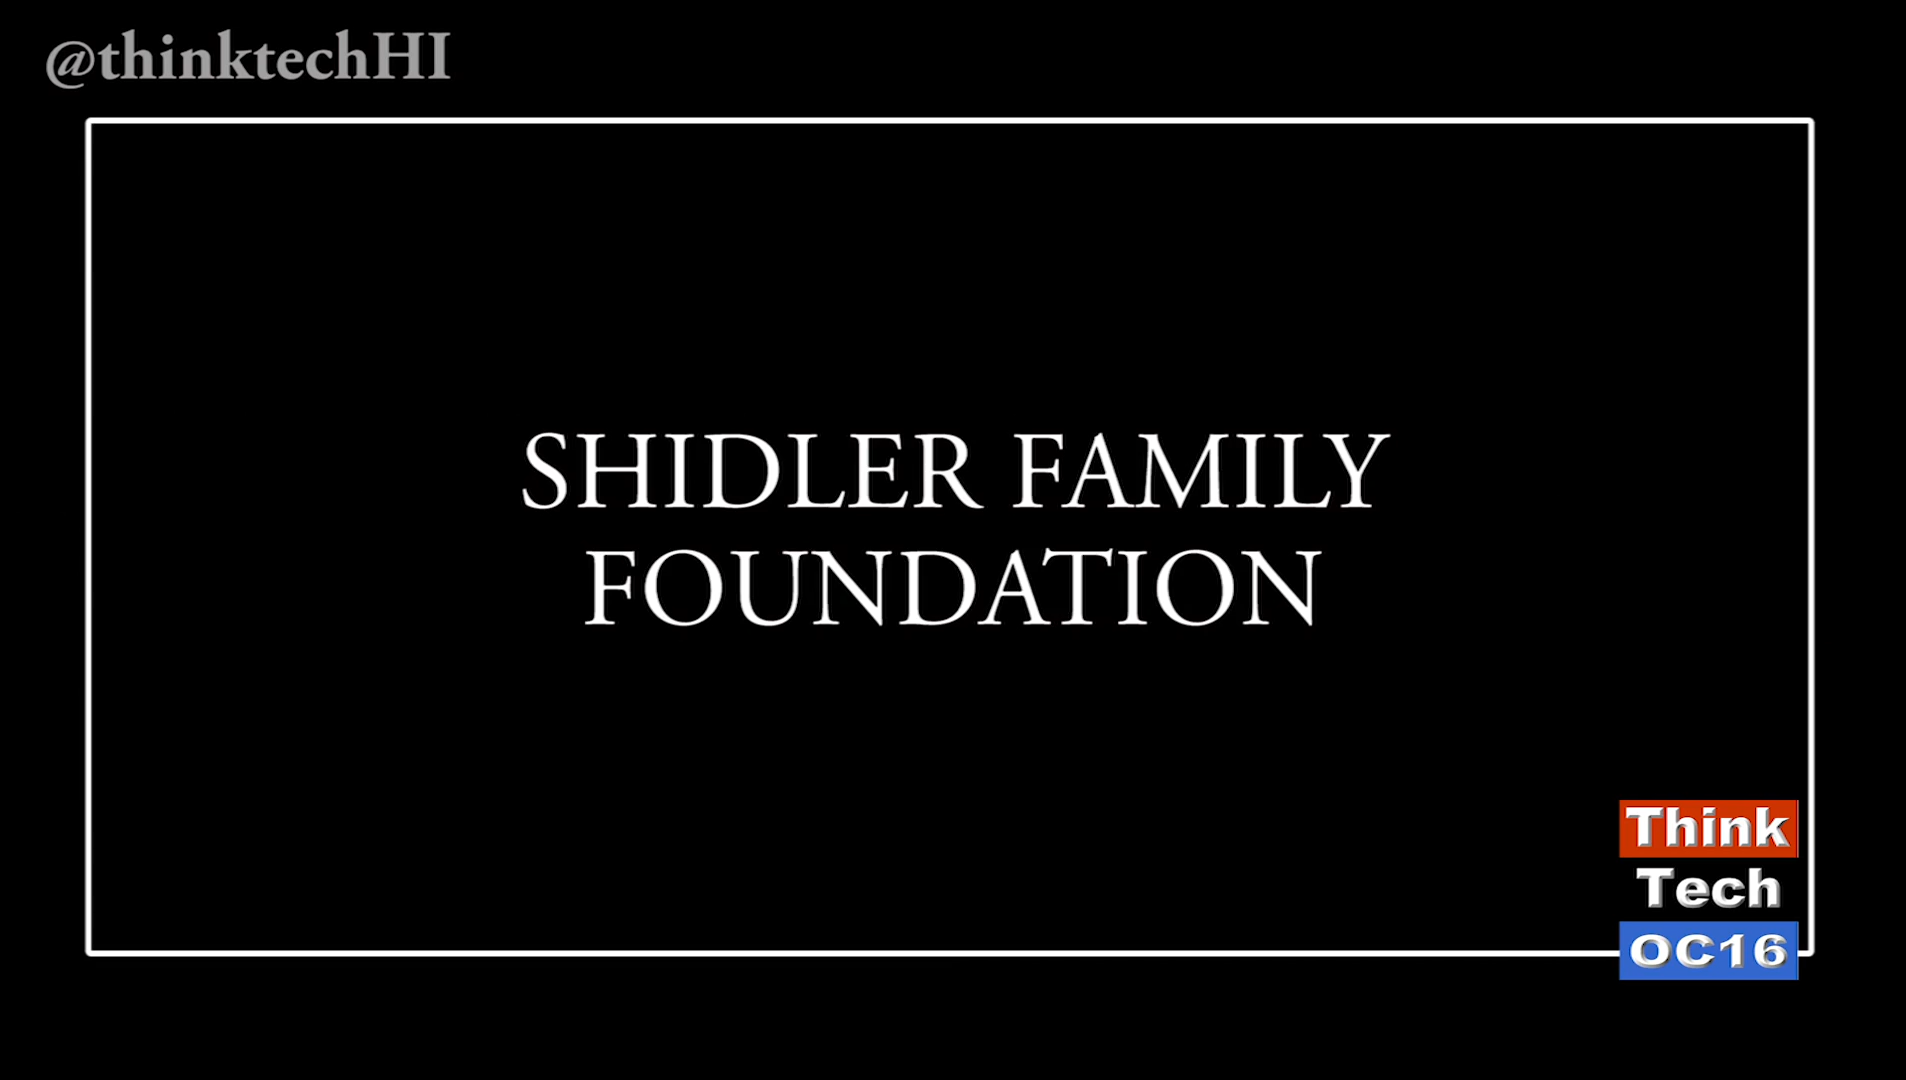 @thinktechHI
SHIDLER FAMILY
FOUNDATION
Think
Tech
OC16